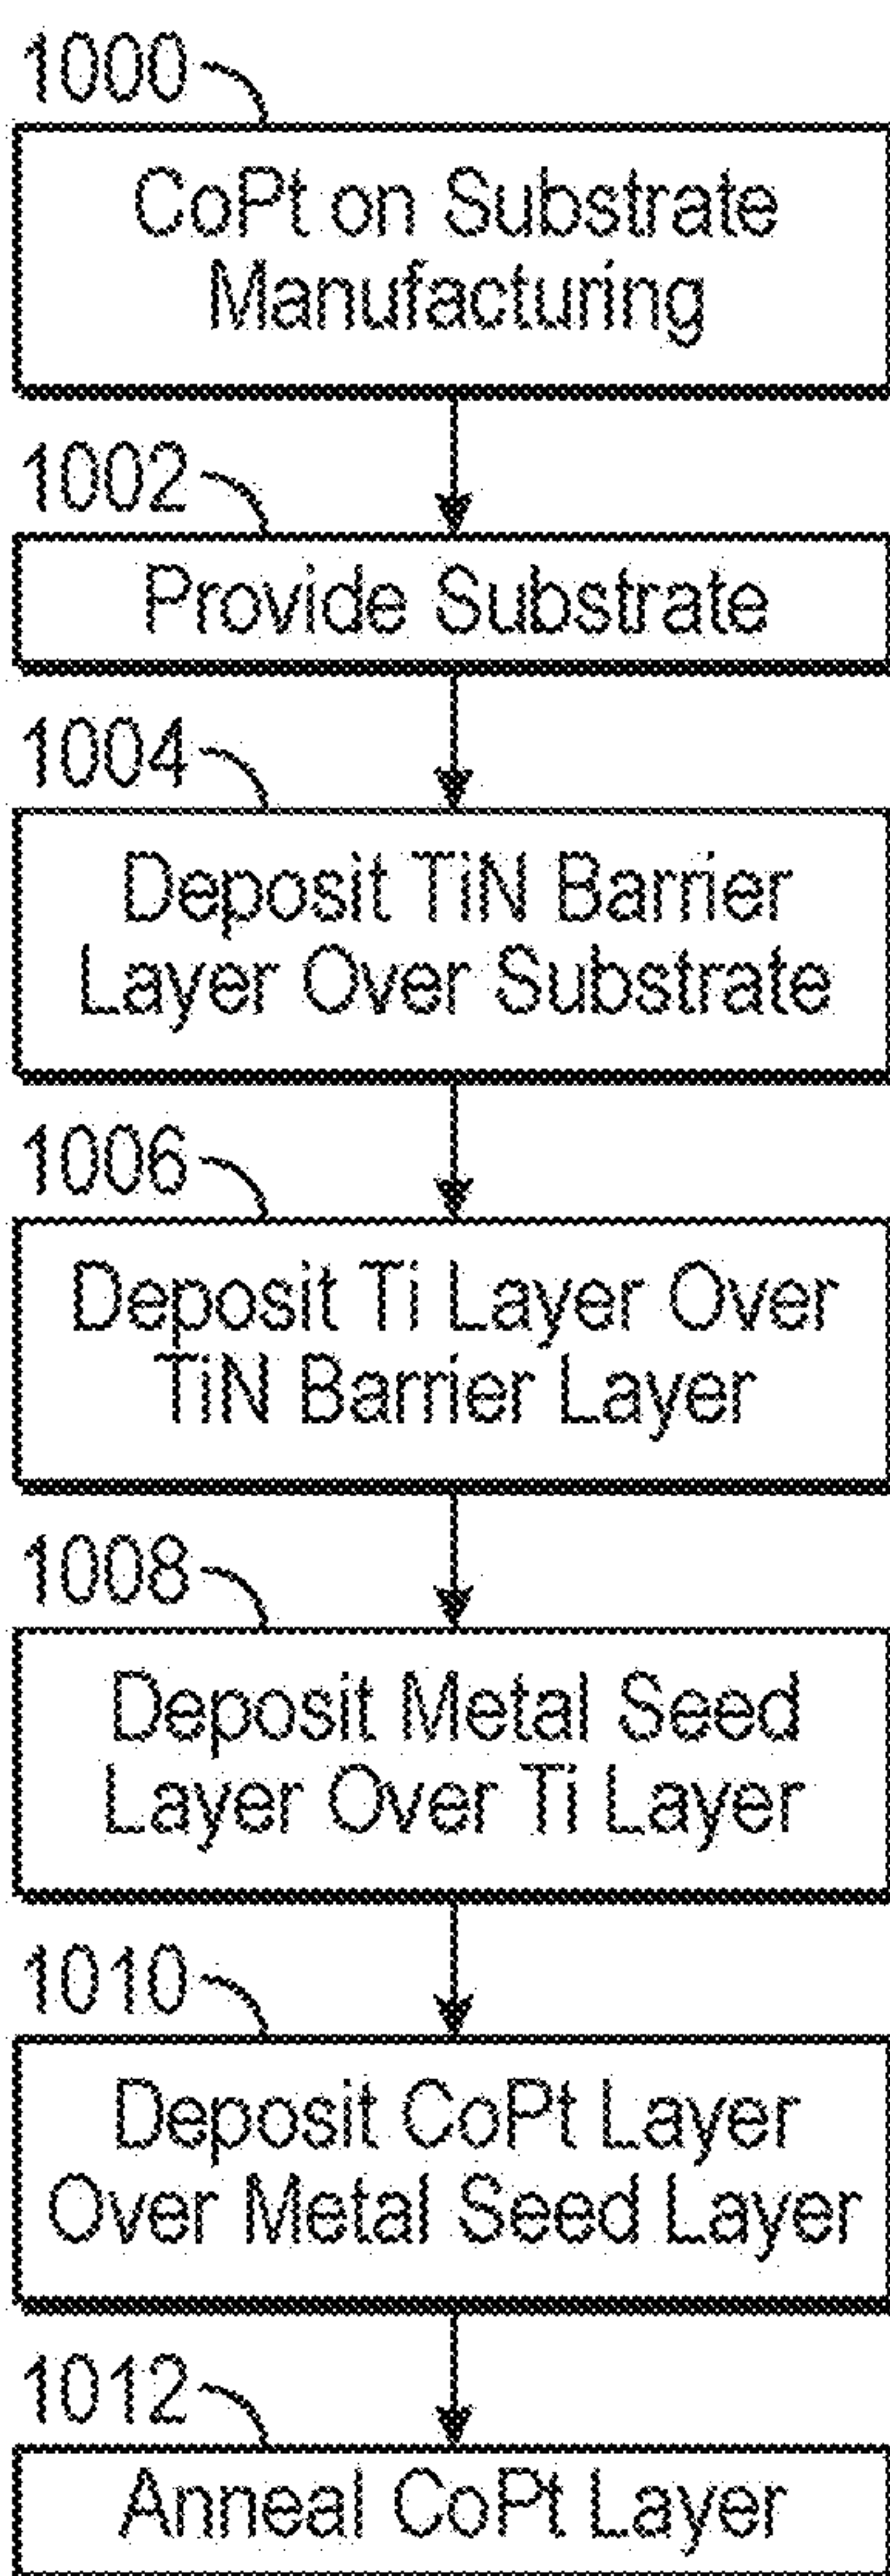 1000
CoPt on Substrate
Manufacturing
1002
Provide Substrate
1004
Deposit TiN Barrier
Layer Over Substrate
1006
Deposit Ti Layer Over
TiN Barrier Layer
1008
Deposit Metal Seed
Layer Over Ti Layer
1010
Deposit CoPt Layer
Over Metal Seed Layer
1012
Anneal CoPt Layer